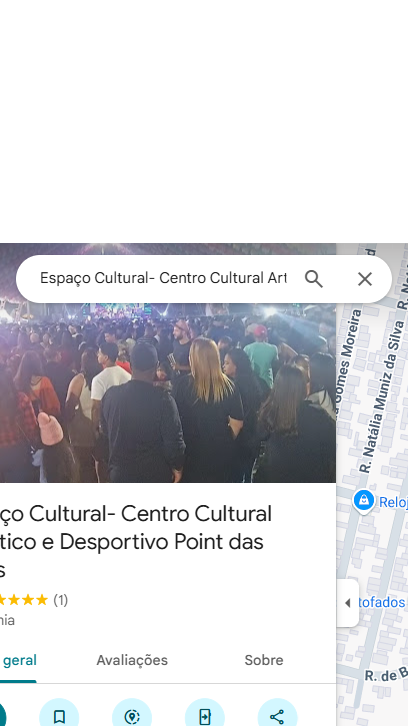 Espaço Cultural- Centro Cultural Art
ço Cultural- Centro Cultural
tico e Desportivo Point das
s
(1)
nia
geral
Avaliações
Sobre
a Gomes Moreira
R. Natália Muniz da Silva
R. N
Reloj
tofados
R. de B